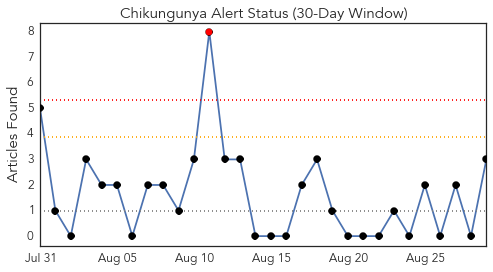 Chikungunya Alert Status (30-Day Window)
Articles Found
8
7
6
5
4
3
2
1
0
Jul 31
Aug 05
Aug 10
Aug 15
Aug 20
Aug 25